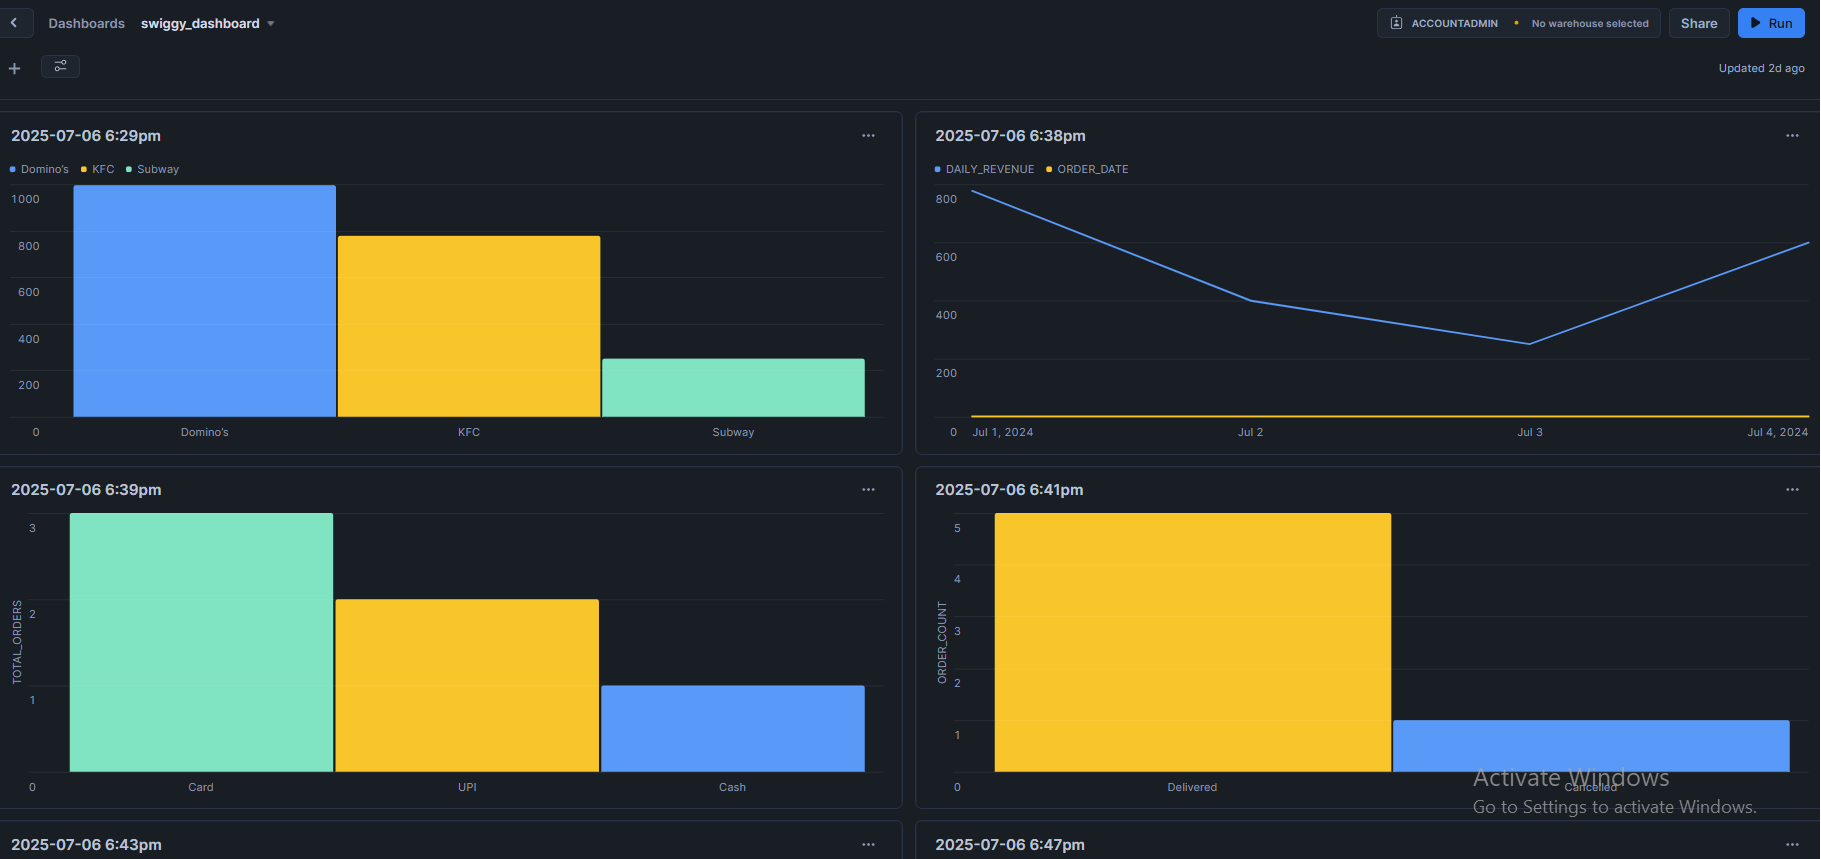 Dashboards swiggy_dashboard
ACCOUNTADMIN • No warehouse selected Share Run
Updated 2d ago
2025-07-06 6:29pm
Domino's KFC Subway
1000
800
600
400
200
0
Domino's KFC Subway
2025-07-06 6:38pm
DAILY_REVENUE ORDER_DATE
800
600
400
200
0
Jul 1, 2024 Jul 2 Jul 3 Jul 4, 2024
2025-07-06 6:39pm
TOTAL_ORDERS
3
2
1
0
Card UPI Cash
2025-07-06 6:41pm
ORDER_COUNT
5
4
3
2
1
0
Delivered Cancelled
Activate Windows
Go to Settings to activate Windows.
2025-07-06 6:43pm
2025-07-06 6:47pm